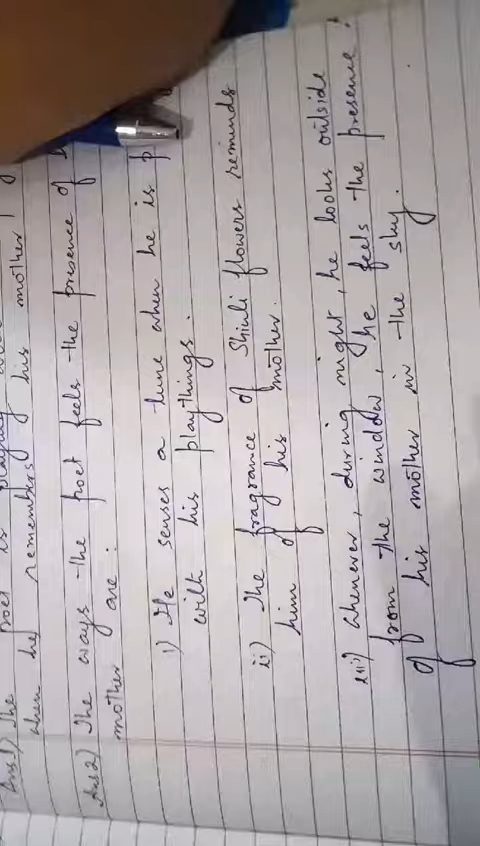 Ans1) The poet is playing
when he remembers of his mother
Ans2) The ways the poet feels the presence of
mother are:
i) He senses a tune when he is
with his playthings.
ii) The fragrance of Shiuli flowers reminds
him of his mother.
iii) Whenever, during night, he looks outside
from the window, he feels the presence
of his mother in the sky.